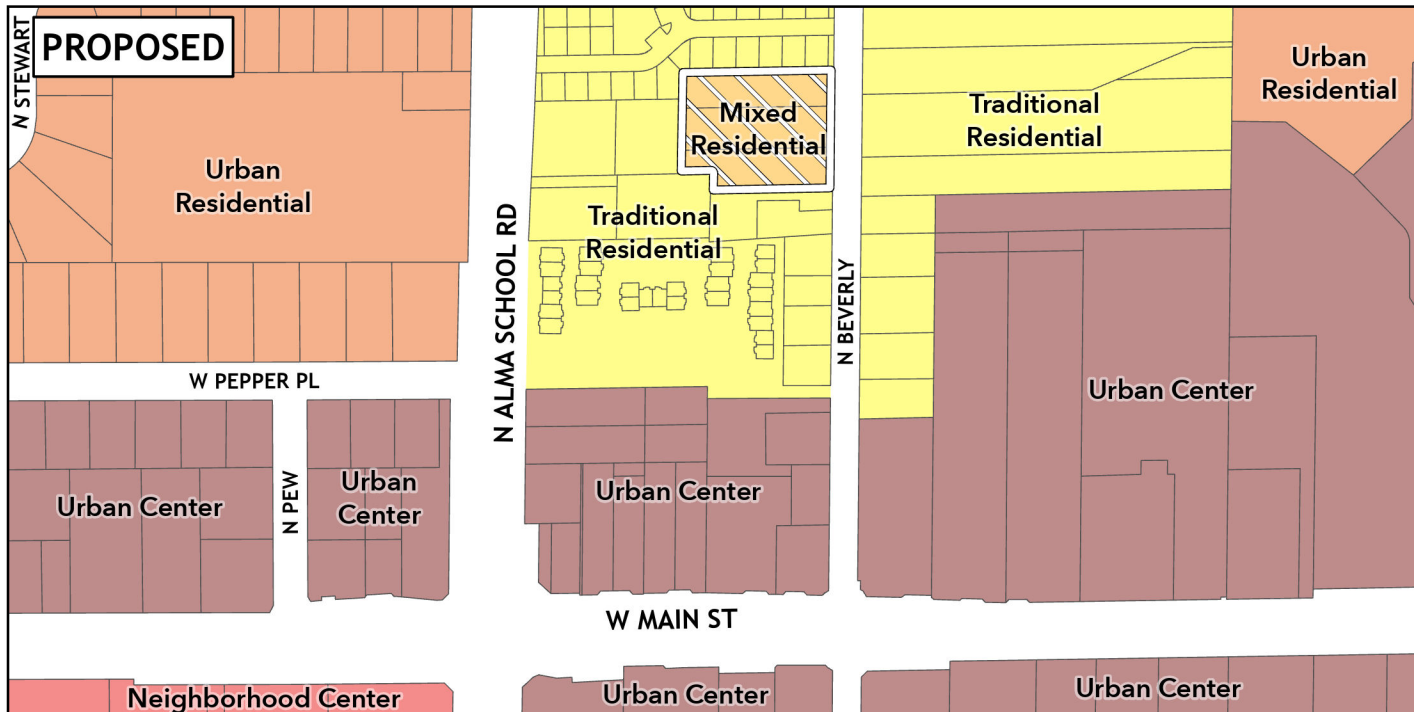 PROPOSED
N STEWART
Urban
Residential
Mixed
Residential
Traditional
Residential
Urban
Residential
Traditional
Residential
N ALMA SCHOOL RD
N BEVERLY
W PEPPER PL
N PEW
Urban Center
Urban
Center
Urban Center
Urban Center
W MAIN ST
Neighborhood Center
Urban Center
Urban Center